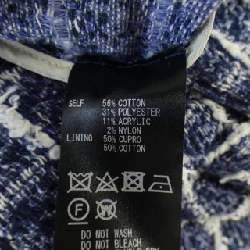 SELF 56% COTTON
31% POLYESTER
11% ACRYLIC
2% NYLON
LINING 50% CUPRO
50% COTTON
F W
DO NOT WASH
DO NOT BLEACH